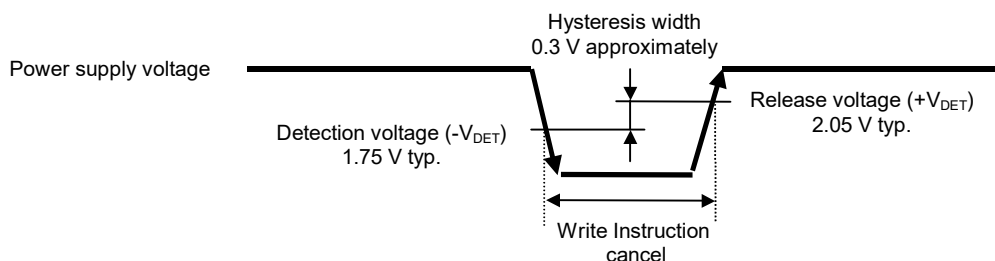 Hysteresis width
0.3 V approximately
Power supply voltage
Release voltage (+VDET)
2.05 V typ.
Detection voltage (-VDET)
1.75 V typ.
Write Instruction
cancel